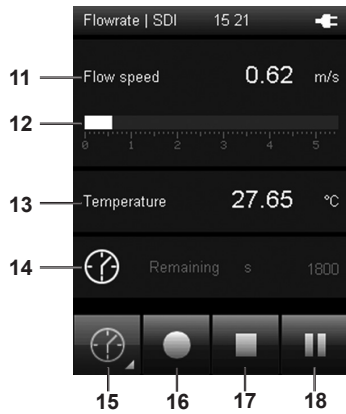 Flowrate | SDI 15 21
11 Flow speed 0.62 m/s
12
0 1 2 3 4 5
13 Temperature 27.65 °C
14 Remaining s 1800
15 16 17 18